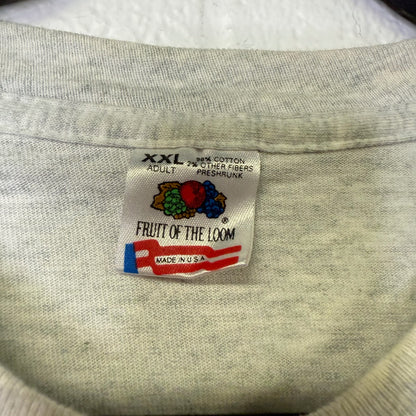 XXL
ADULT
98% COTTON
2% OTHER FIBERS
PRESHRUNK
®
FRUIT OF THE LOOM
MADE IN U.S.A.